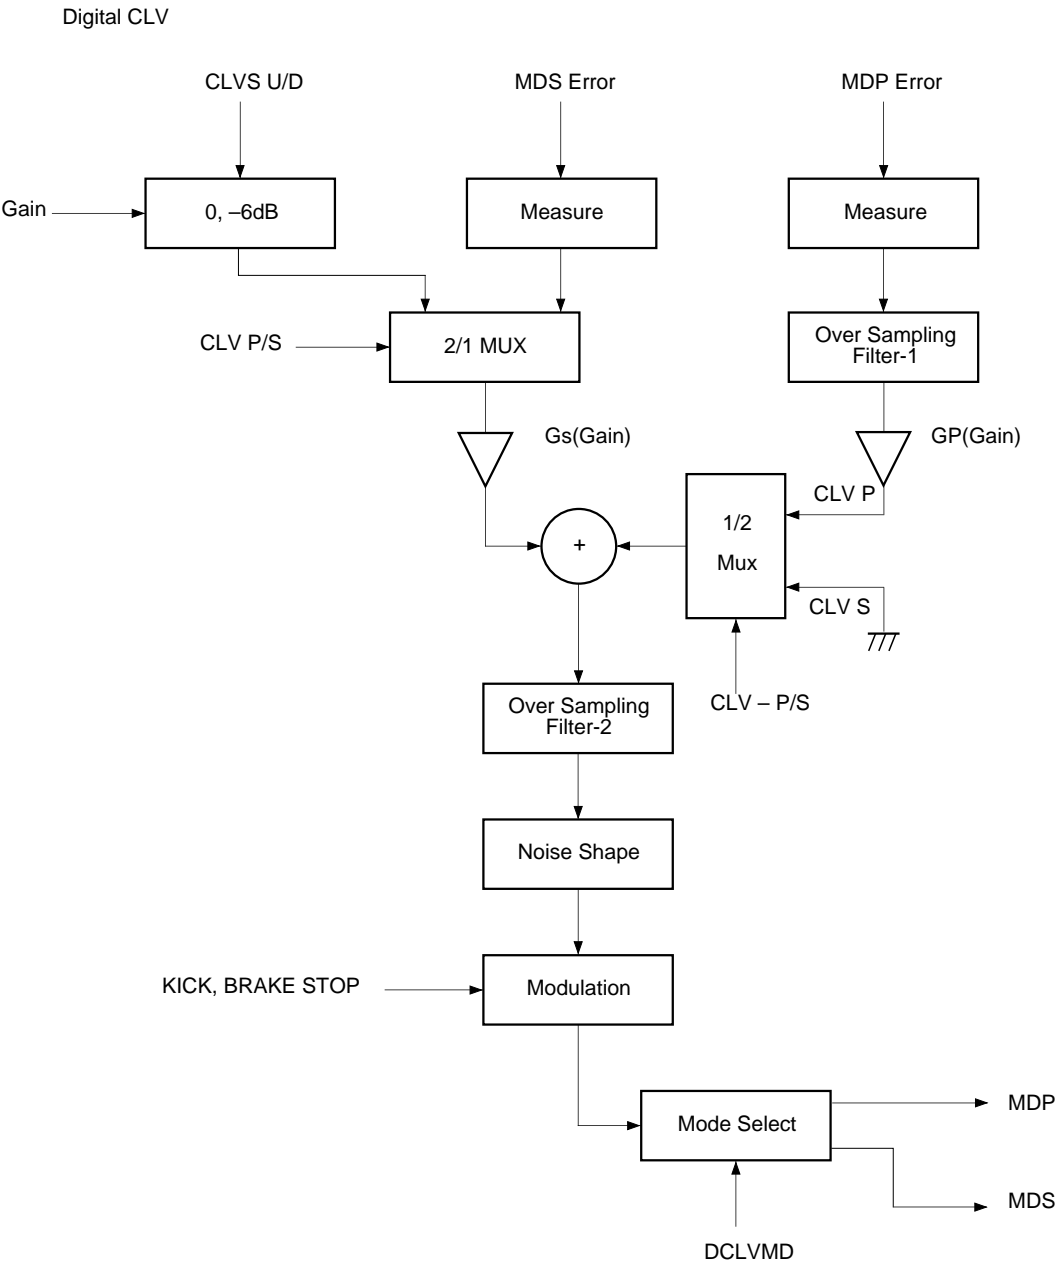 Digital CLV
CLVS U/D
MDS Error
MDP Error
Gain
0, –6dB
Measure
Measure
CLV P/S
2/1 MUX
Over Sampling
Filter-1
Gs(Gain)
GP(Gain)
CLV P
1/2
Mux
+
CLV S
CLV – P/S
Over Sampling
Filter-2
Noise Shape
KICK, BRAKE STOP
Modulation
Mode Select
MDP
MDS
DCLVMD